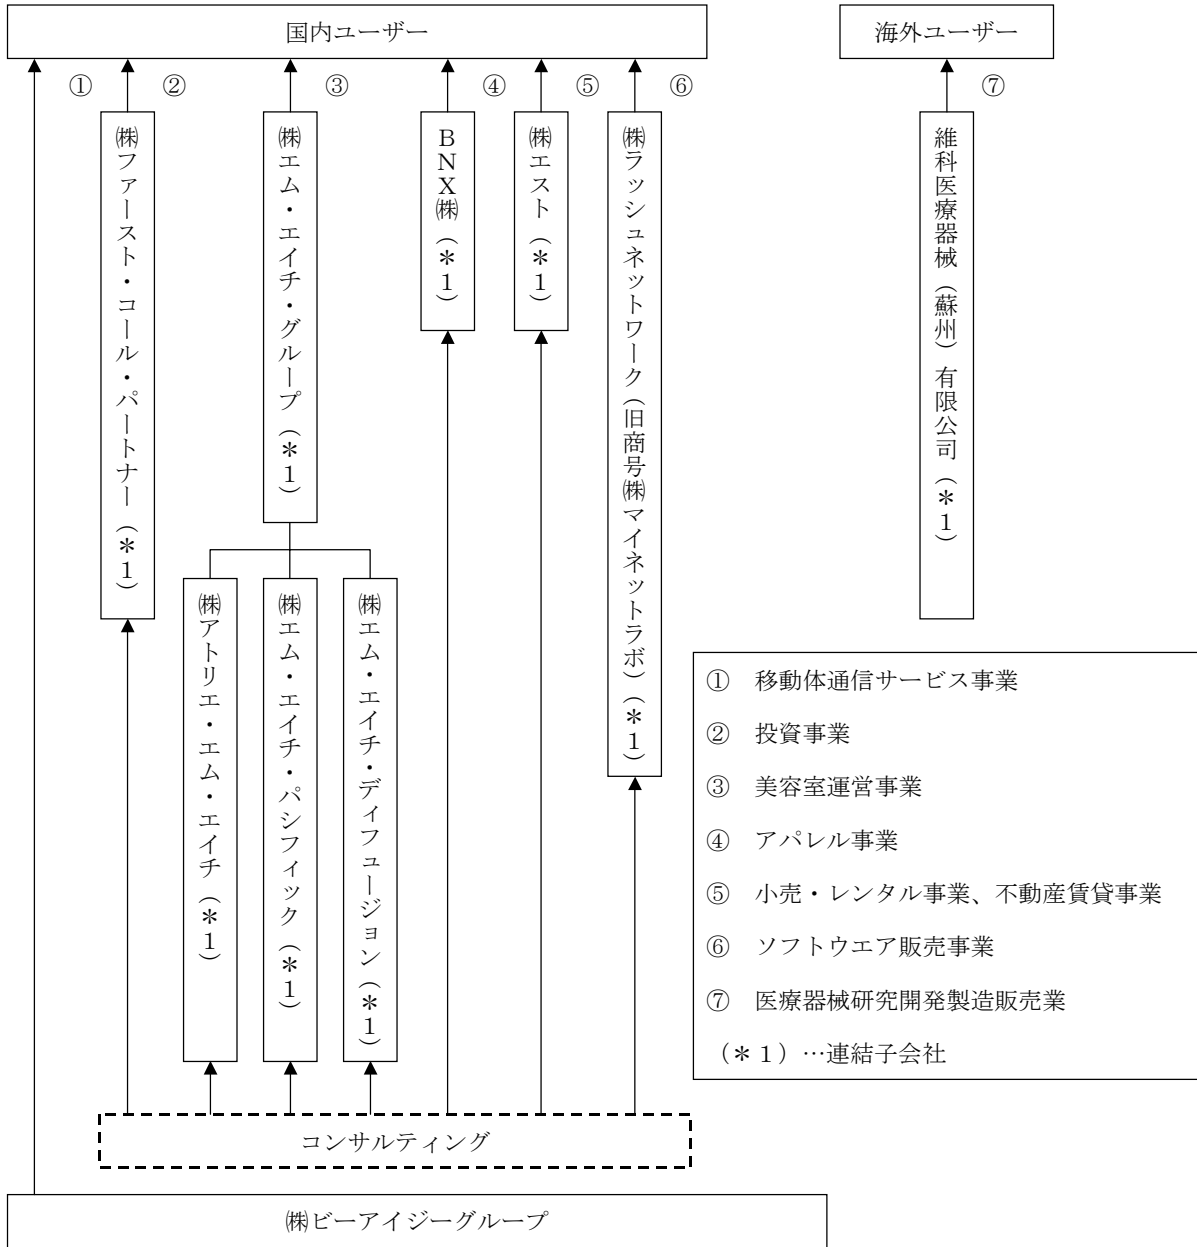 国内ユーザー
海外ユーザー
①
②
③
④
⑤
⑥
⑦
㈱ファースト・コール・パートナー(*1)
㈱エム・エイチ・グループ(*1)
BNX㈱(*1)
㈱エスト(*1)
㈱ラッシュネットワーク(旧商号㈱マイネットラボ)(*1)
維科医療器械(蘇州)有限公司(*1)
㈱アトリエ・エム・エイチ(*1)
㈱エム・エイチ・パシフィック(*1)
㈱エム・エイチ・ディフュージョン(*1)
① 移動体通信サービス事業
② 投資事業
③ 美容室運営事業
④ アパレル事業
⑤ 小売・レンタル事業、不動産賃貸事業
⑥ ソフトウエア販売事業
⑦ 医療器械研究開発製造販売業
(*1)…連結子会社
コンサルティング
㈱ビーアイジーグループ